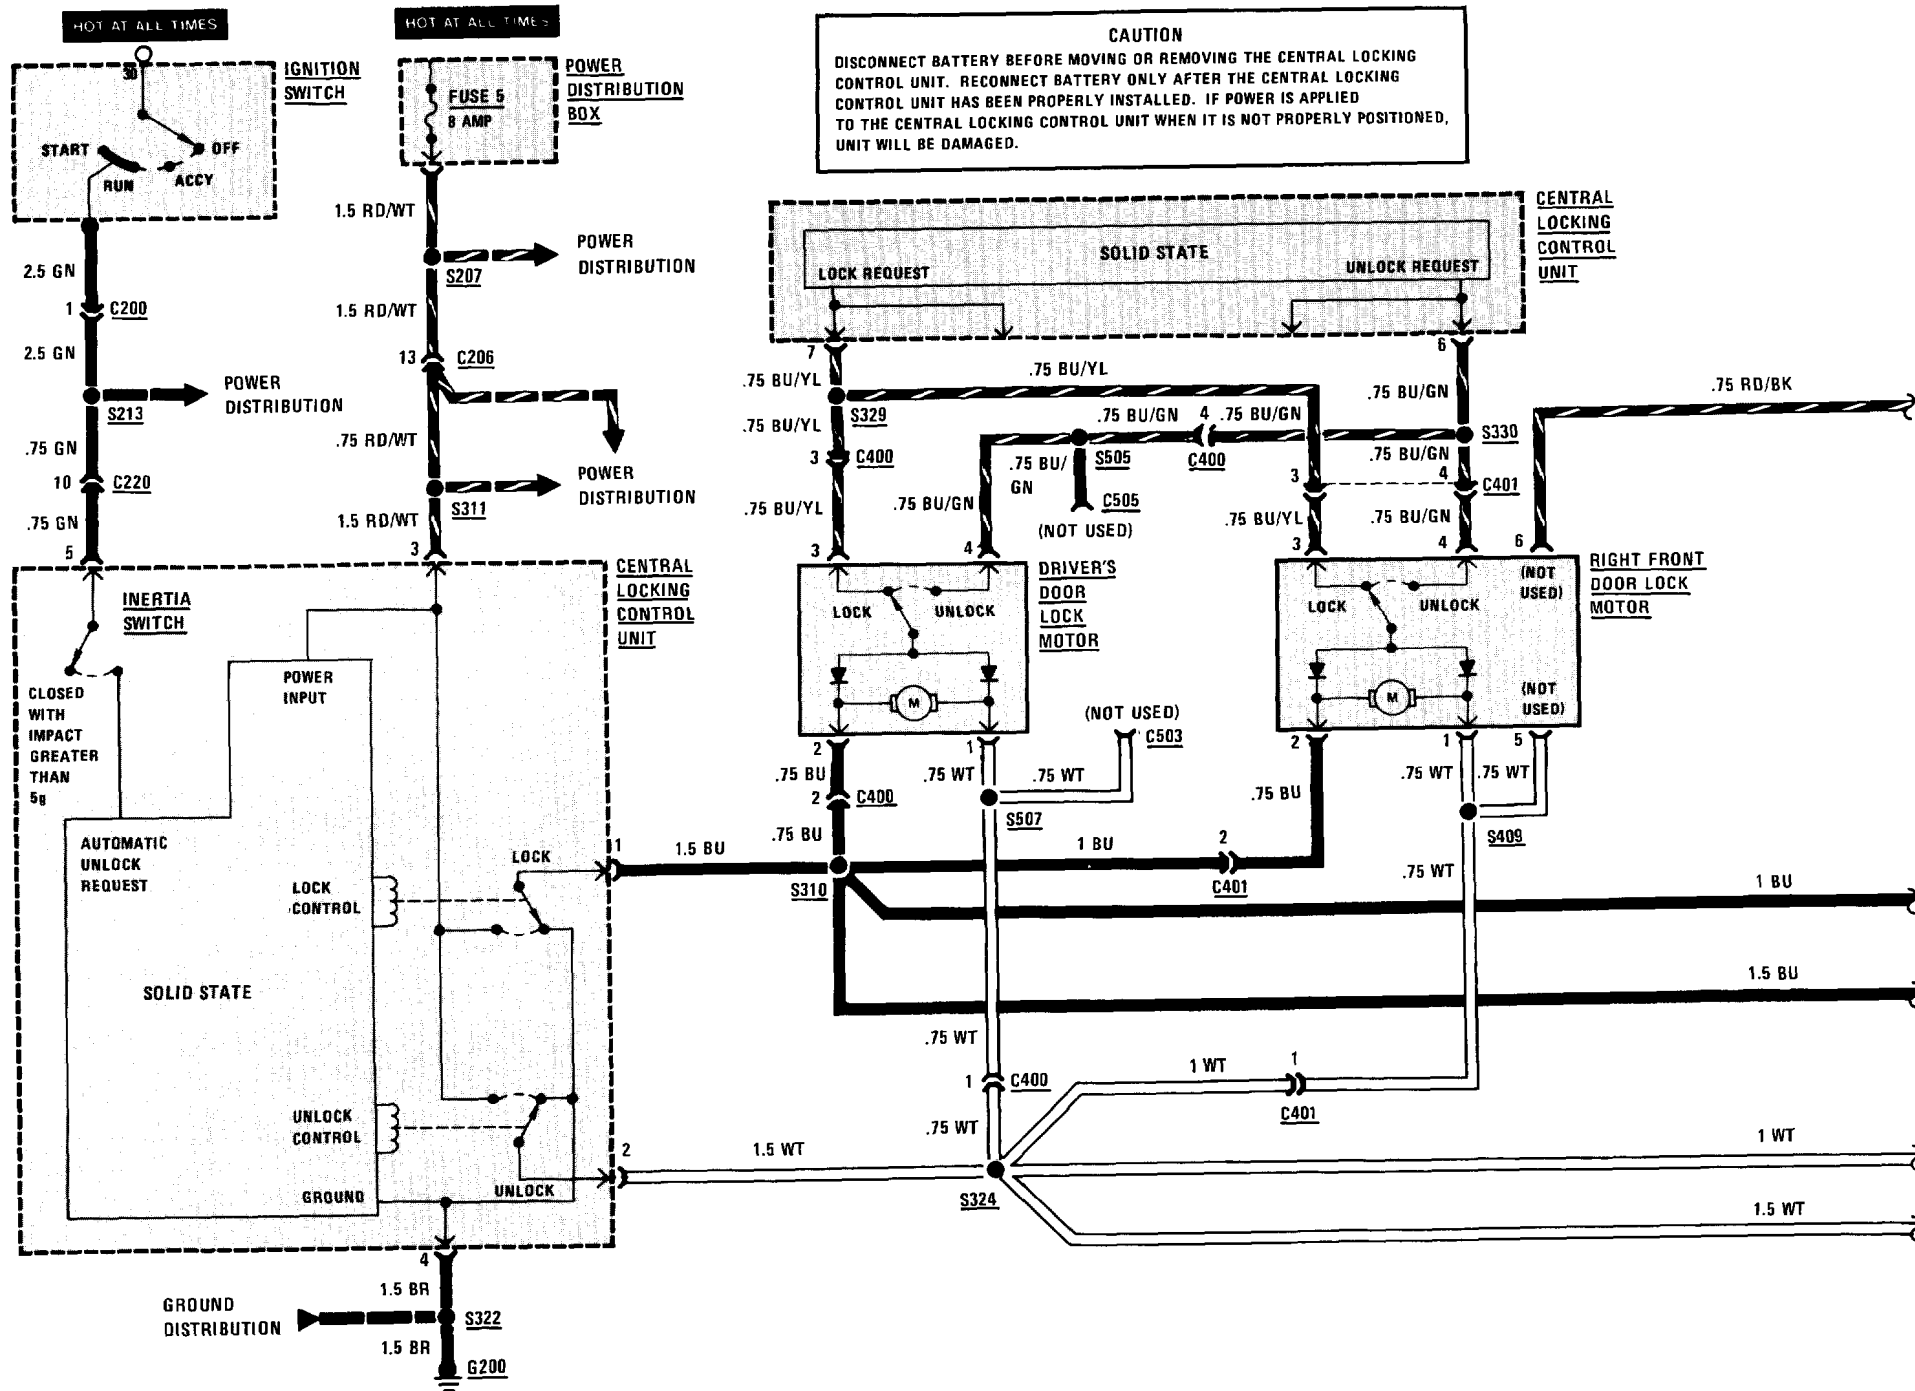 HOT AT ALL TIMES
HOT AT ALL TIMES
30
IGNITION
SWITCH
START
OFF
RUN
ACCY
POWER
DISTRIBUTION
BOX
FUSE 5
8 AMP
CAUTION
DISCONNECT BATTERY BEFORE MOVING OR REMOVING THE CENTRAL LOCKING
CONTROL UNIT. RECONNECT BATTERY ONLY AFTER THE CENTRAL LOCKING
CONTROL UNIT HAS BEEN PROPERLY INSTALLED. IF POWER IS APPLIED
TO THE CENTRAL LOCKING CONTROL UNIT WHEN IT IS NOT PROPERLY POSITIONED,
UNIT WILL BE DAMAGED.
2.5 GN
1 C200
2.5 GN
POWER
DISTRIBUTION
S213
.75 GN
10 C220
.75 GN
5
1.5 RD/WT
POWER
DISTRIBUTION
S207
1.5 RD/WT
13 C206
.75 RD/WT
POWER
DISTRIBUTION
S311
1.5 RD/WT
3
CENTRAL
LOCKING
CONTROL
UNIT
SOLID STATE
LOCK REQUEST
UNLOCK REQUEST
7
6
.75 BU/YL
.75 BU/YL
.75 BU/GN
.75 RD/BK
S329
.75 BU/YL
.75 BU/GN
4
.75 BU/GN
S330
3 C400
.75 BU/
GN
S505
C400
.75 BU/GN
3
4
C401
C505
(NOT USED)
.75 BU/YL
.75 BU/GN
.75 BU/YL
.75 BU/GN
3
4
3
4
6
CENTRAL
LOCKING
CONTROL
UNIT
INERTIA
SWITCH
CLOSED
WITH
IMPACT
GREATER
THAN
5g
POWER
INPUT
AUTOMATIC
UNLOCK
REQUEST
LOCK
CONTROL
LOCK
SOLID STATE
UNLOCK
CONTROL
GROUND
UNLOCK
DRIVER'S
DOOR
LOCK
MOTOR
LOCK
UNLOCK
M
RIGHT FRONT
DOOR LOCK
MOTOR
(NOT
USED)
LOCK
UNLOCK
M
(NOT
USED)
2
1
(NOT USED)
C503
2
1
5
.75 BU
.75 WT
.75 WT
.75 BU
.75 WT
.75 WT
2 C400
S507
S409
.75 BU
1
1.5 BU
S310
1 BU
2
C401
.75 WT
1 BU
1.5 BU
.75 WT
1 C400
1 WT
1
C401
.75 WT
2
1.5 WT
S324
1 WT
1.5 WT
4
1.5 BR
GROUND
DISTRIBUTION
S322
1.5 BR
G200